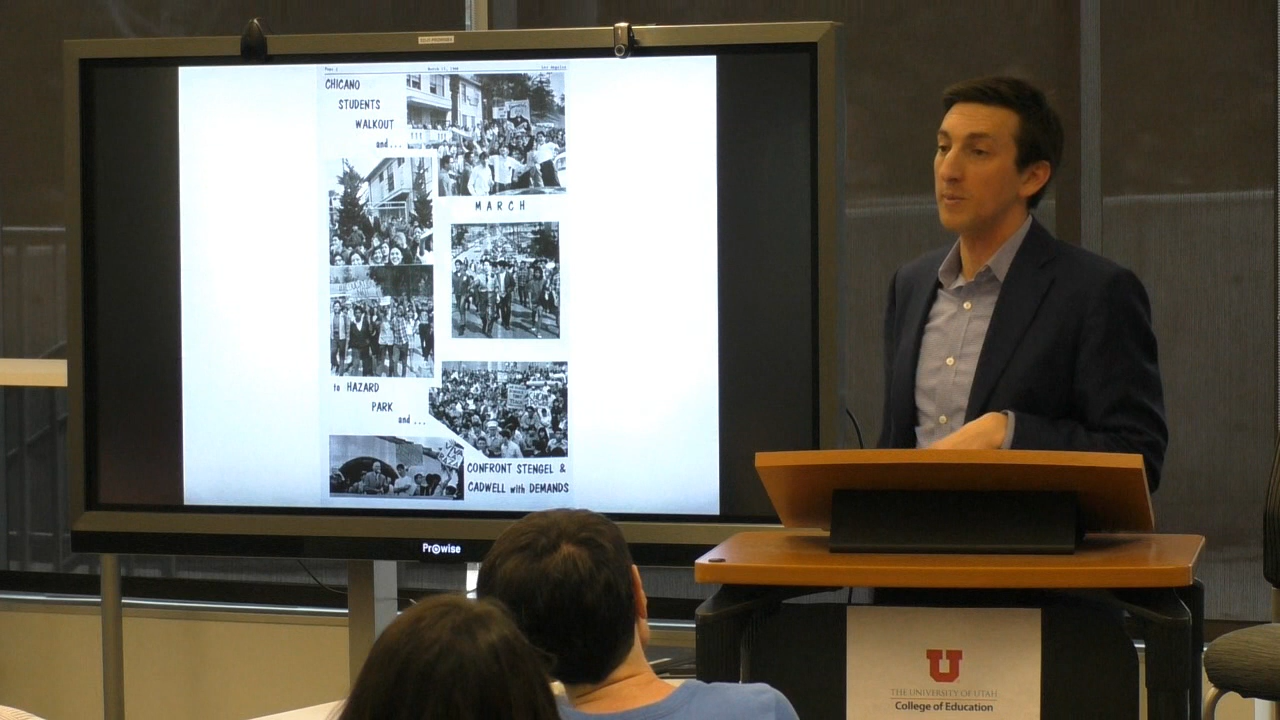 CHICANO
STUDENTS
WALKOUT
and...
MARCH
to HAZARD
PARK
and...
CONFRONT STENGEL &
CADWELL with DEMANDS
Prowise
U
THE UNIVERSITY OF UTAH
College of Education